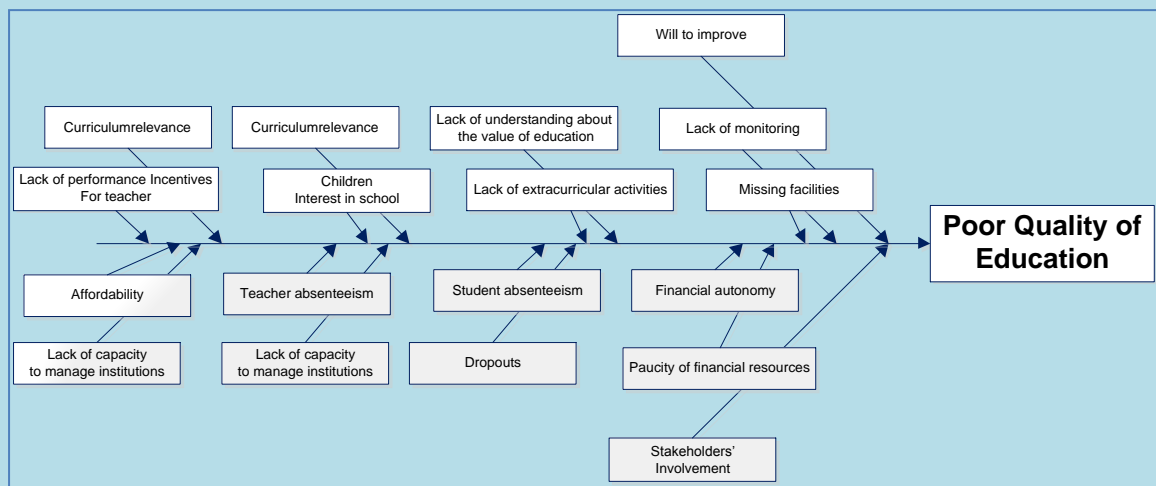 Will to improve
Curriculumrelevance
Curriculumrelevance
Lack of understanding about
the value of education
Lack of monitoring
Lack of performance Incentives
For teacher
Children
Interest in school
Lack of extracurricular activities
Missing facilities
Poor Quality of
Education
Affordability
Teacher absenteeism
Student absenteeism
Financial autonomy
Lack of capacity
to manage institutions
Lack of capacity
to manage institutions
Dropouts
Paucity of financial resources
Stakeholders’
Involvement